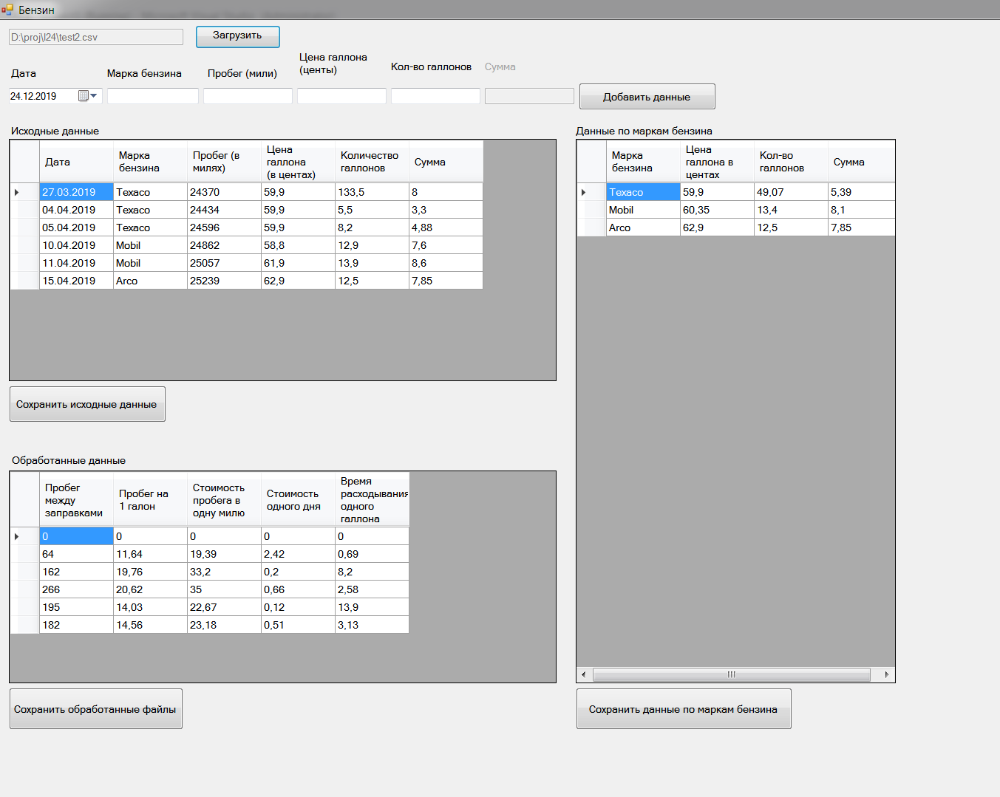 Бензин
D:\proj\l24\test2.csv
Загрузить
Дата
Марка бензина
Пробег (мили)
Цена галлона
(центы)
Кол-во галлонов
Сумма
24.12.2019
Добавить данные
Исходные данные
Дата
Марка
бензина
Пробег (в
милях)
Цена
галлона
(в центах)
Количество
галлонов
Сумма
27.03.2019 Texaco 24370 59,9 133,5 8
04.04.2019 Texaco 24434 59,9 5,5 3,3
05.04.2019 Texaco 24596 59,9 8,2 4,88
10.04.2019 Mobil 24862 58,8 12,9 7,6
11.04.2019 Mobil 25057 61,9 13,9 8,6
15.04.2019 Arco 25239 62,9 12,5 7,85
Сохранить исходные данные
Данные по маркам бензина
Марка
бензина
Цена
галлона в
центах
Кол-во
галлонов
Сумма
Texaco 59,9 49,07 5,39
Mobil 60,35 13,4 8,1
Arco 62,9 12,5 7,85
Обработанные данные
Пробег
между
заправками
Пробег на
1 галон
Стоимость
пробега в
одну милю
Стоимость
одного дня
Время
расходывания
одного
галлона
0 0 0 0 0
64 11,64 19,39 2,42 0,69
162 19,76 33,2 0,2 8,2
266 20,62 35 0,66 2,58
195 14,03 22,67 0,12 13,9
182 14,56 23,18 0,51 3,13
Сохранить обработанные файлы
Сохранить данные по маркам бензина